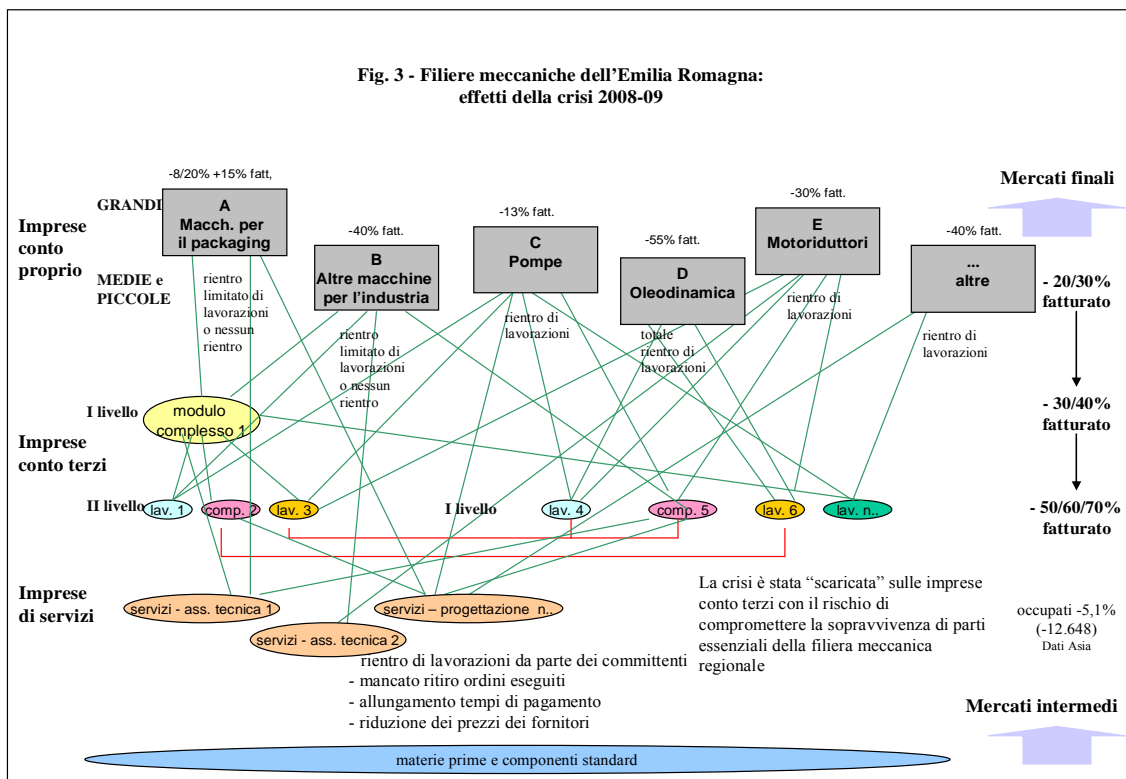 Fig. 3 - Filiere meccaniche dell'Emilia Romagna:
effetti della crisi 2008-09
-8/20% +15% fatt,
GRANDI
A
Macch. per
il packaging
-40% fatt.
B
Altre macchine
per l'industria
-13% fatt.
C
Pompe
-55% fatt.
D
Oleodinamica
-30% fatt.
E
Motoriduttori
-40% fatt.
...
altre
Mercati finali
Imprese
conto
proprio
MEDIE e
PICCOLE
rientro
limitato di
lavorazioni
o nessun
rientro
rientro
limitato di
lavorazioni
o nessun
rientro
rientro di
lavorazioni
totale
rientro di
lavorazioni
rientro di
lavorazioni
rientro di
lavorazioni
- 20/30%
fatturato
I livello
modulo
complesso 1
- 30/40%
fatturato
Imprese
conto terzi
II livello
lav. 1
comp. 2
lav. 3
I livello
lav. 4
comp. 5
lav. 6
lav. n..
- 50/60/70%
fatturato
Imprese
di servizi
servizi - ass. tecnica 1
servizi – progettazione n..
servizi - ass. tecnica 2
La crisi è stata “scaricata” sulle imprese
conto terzi con il rischio di
compromettere la sopravvivenza di parti
essenziali della filiera meccanica
regionale
occupati -5,1%
(-12.648)
Dati Asia
rientro di lavorazioni da parte dei committenti
- mancato ritiro ordini eseguiti
- allungamento tempi di pagamento
- riduzione dei prezzi dei fornitori
Mercati intermedi
materie prime e componenti standard